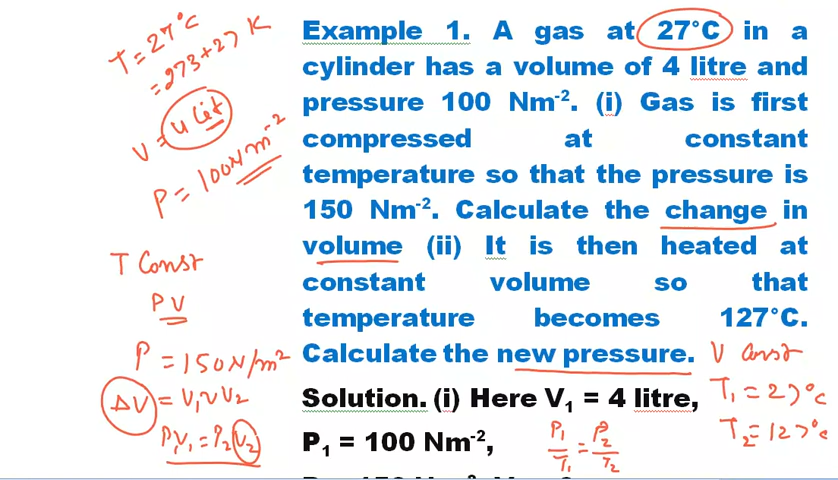 T = 27°C
= 273+27 K
V = 4 Lit
P = 100 N m⁻²
T Const
PV
P = 150 N/m²
ΔV = V₁ ~ V₂
P₁V₁ = P₂V₂
Example 1. A gas at 27°C in a
cylinder has a volume of 4 litre and
pressure 100 Nm⁻². (i) Gas is first
compressed at constant
temperature so that the pressure is
150 Nm⁻². Calculate the change in
volume (ii) It is then heated at
constant volume so that
temperature becomes 127°C.
Calculate the new pressure.
Solution. (i) Here V₁ = 4 litre,
P₁ = 100 Nm⁻²,
V Const
T₁ = 27°C
T₂ = 127°C
P₁/T₁ = P₂/T₂